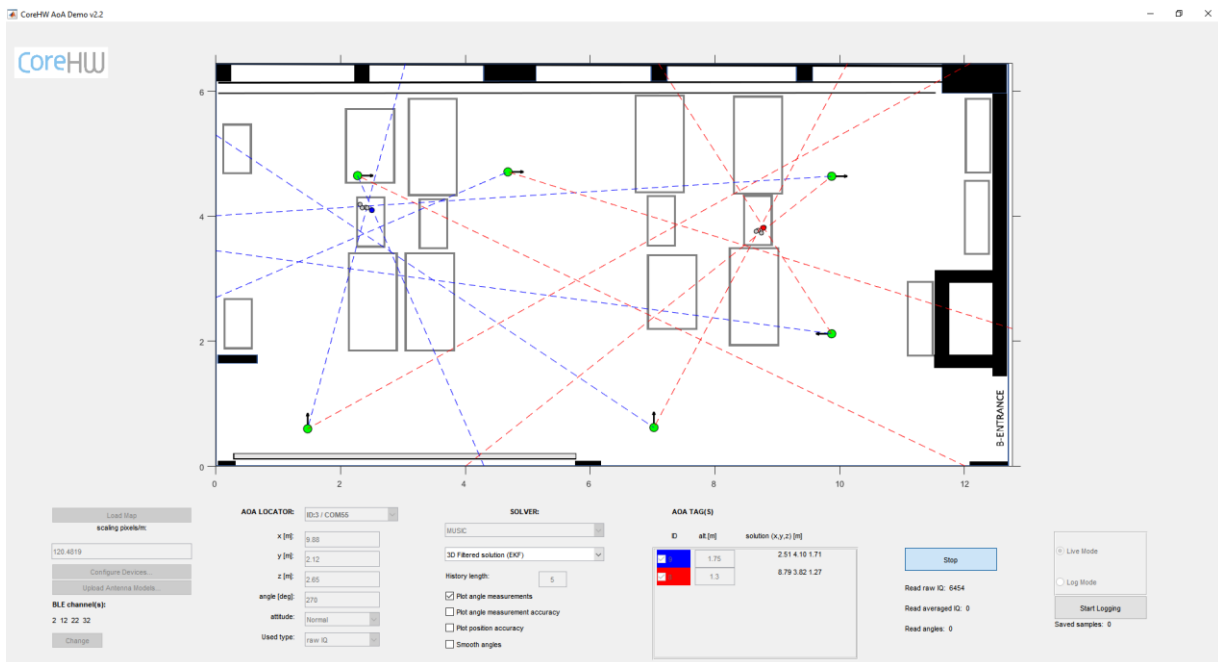 CoreHW AoA Demo v2.2
CoreHW
6
4
2
0
0
2
4
6
8
10
12
B-ENTRANCE
Load Map
scaling pixels/m:
120.4819
Configure Devices...
Upload Antenna Models...
BLE channel(s):
2 12 22 32
Change
AOA LOCATOR:
ID:3 / COM55
x [m]:
9.88
y [m]:
2.12
z [m]:
2.65
angle [deg]:
270
attitude:
Normal
Used type:
raw IQ
SOLVER:
MUSIC
3D Filtered solution (EKF)
History length:
5
Plot angle measurements
Plot angle measurement accuracy
Plot position accuracy
Smooth angles
AOA TAG(S)
ID alt.[m] solution (x,y,z) [m]
1.75 2.51 4.10 1.71
1.3 8.79 3.82 1.27
Stop
Read raw IQ: 6454
Read averaged IQ: 0
Read angles: 0
Live Mode
Log Mode
Start Logging
Saved samples: 0